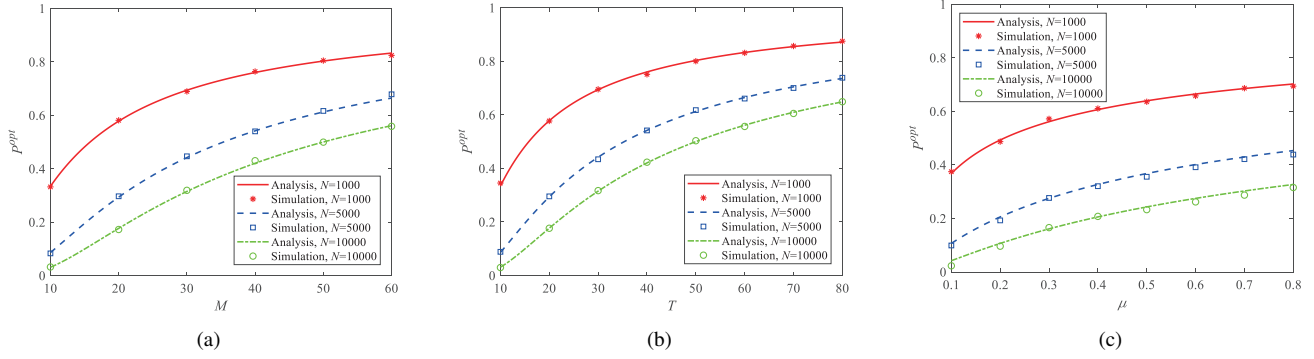 1
0.8
0.6
0.4
0.2
0
P^opt
10 20 30 40 50 60
M
Analysis, N=1000
Simulation, N=1000
Analysis, N=5000
Simulation, N=5000
Analysis, N=10000
Simulation, N=10000
(a)
1
0.8
0.6
0.4
0.2
0
P^opt
10 20 30 40 50 60 70 80
T
Analysis, N=1000
Simulation, N=1000
Analysis, N=5000
Simulation, N=5000
Analysis, N=10000
Simulation, N=10000
(b)
1
0.8
0.6
0.4
0.2
0
P^opt
Analysis, N=1000
Simulation, N=1000
Analysis, N=5000
Simulation, N=5000
Analysis, N=10000
Simulation, N=10000
0.1 0.2 0.3 0.4 0.5 0.6 0.7 0.8
μ
(c)